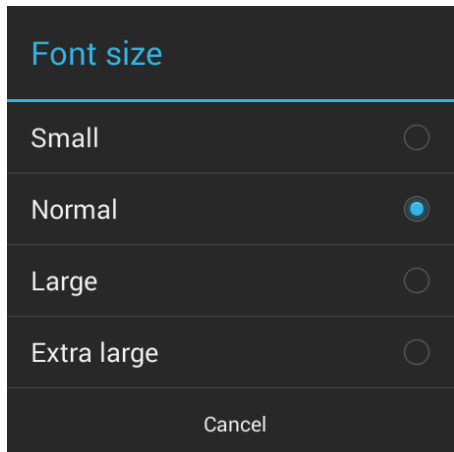 Font size
Small
Normal
Large
Extra large
Cancel